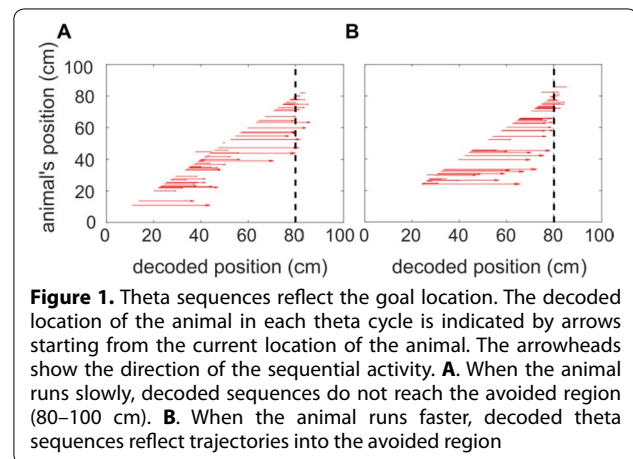 A
B
animal's position (cm)
100
80
60
40
20
0
0 20 40 60 80 100
0 20 40 60 80 100
decoded position (cm)
decoded position (cm)
Figure 1. Theta sequences reflect the goal location. The decoded
location of the animal in each theta cycle is indicated by arrows
starting from the current location of the animal. The arrowheads
show the direction of the sequential activity. A. When the animal
runs slowly, decoded sequences do not reach the avoided region
(80–100 cm). B. When the animal runs faster, decoded theta
sequences reflect trajectories into the avoided region